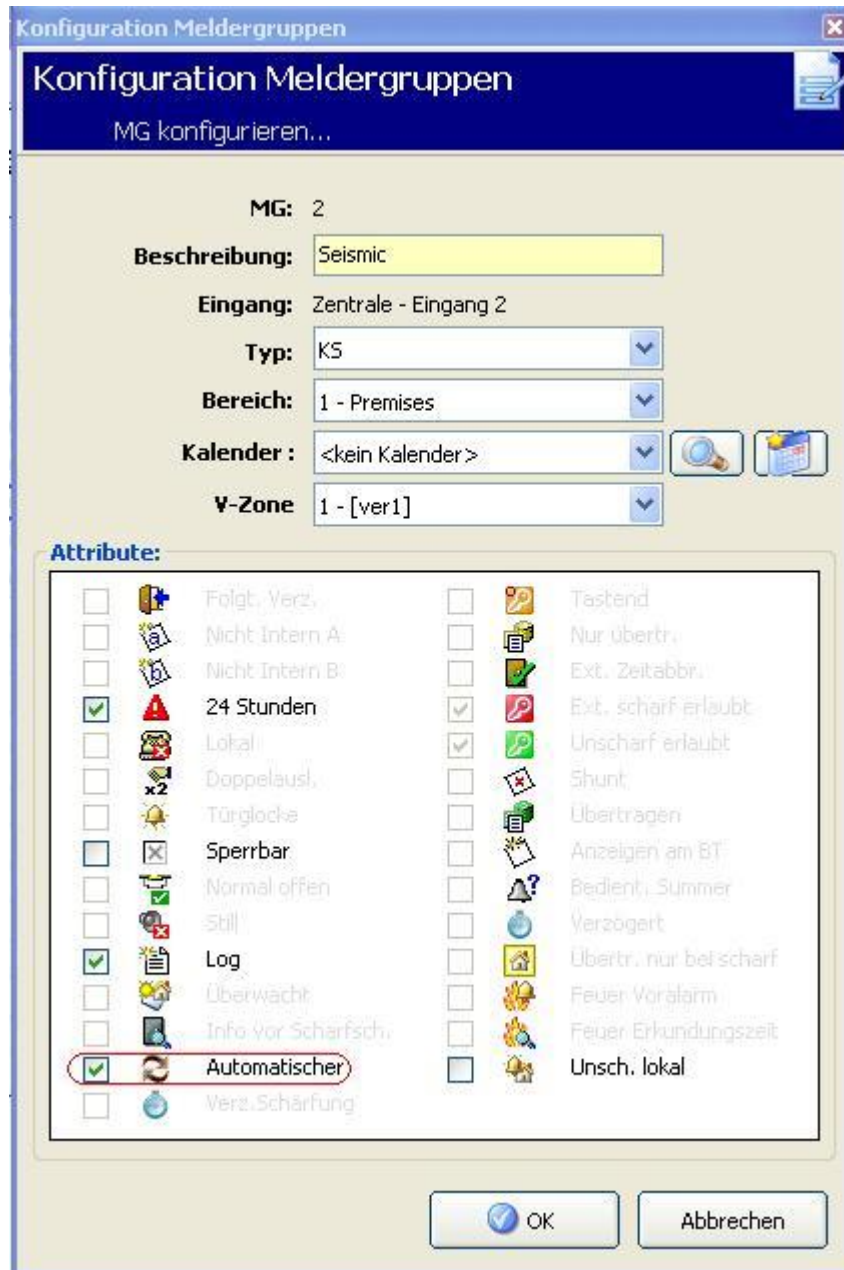 Konfiguration Meldergruppen
Konfiguration Meldergruppen
MG konfigurieren...
MG: 2
Beschreibung: Seismic
Eingang: Zentrale - Eingang 2
Typ: KS
Bereich: 1 - Premises
Kalender : <kein Kalender>
V-Zone 1 - [ver1]
Attribute:
Folgt. Verz. Tastend
a Nicht Intern A Nur übertr.
b Nicht Intern B Ext. Zeitabbr.
24 Stunden Ext. scharf erlaubt
Lokal Unscharf erlaubt
x2 Doppelausl. Shunt
Türglocke Übertragen
Sperrbar Anzeigen am BT
Normal offen ? Bedient. Summer
Still Verzögert
Log Übertr. nur bei scharf
Überwacht Feuer Voralarm
Info vor Scharfsch. Feuer Erkundungszeit
Automatischer Unsch. lokal
Verz.Schärfung
OK Abbrechen